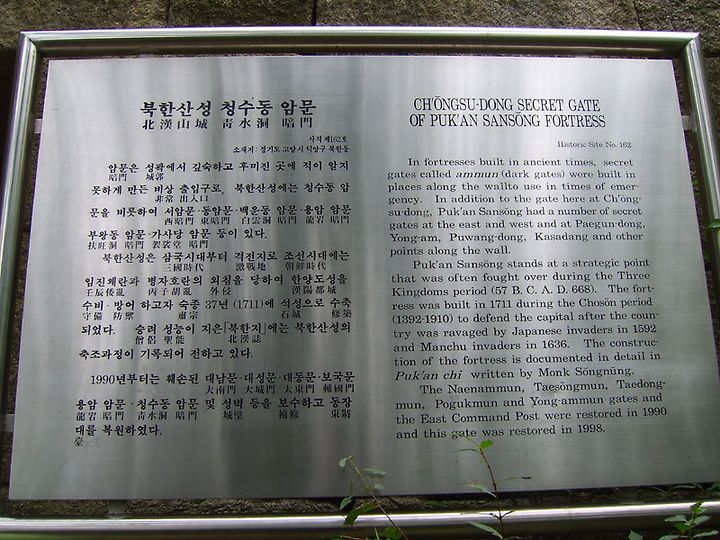 북한산성 청수동 암문
北漢山城 靑水洞 暗門
사적 제162호
소재지: 경기도 고양시 덕양구 북한동
암문은 성곽에서 깊숙하고 후미진 곳에 적이 알지
暗門 城郭
못하게 만든 비상 출입구로, 북한산성에는 청수동 암
非常 出入口
문을 비롯하여 서암문·동암문·백운동 암문·용암 암문
西暗門 東暗門 白雲洞 暗門 龍岩 暗門
부왕동 암문·가사당 암문 등이 있다.
扶旺洞 暗門 袈裟堂 暗門
북한산성은 삼국시대부터 격전지로 조선시대에는
三國時代 激戰地 朝鮮時代
임진왜란과 병자호란의 외침을 당하여 한양도성을
壬辰倭亂 丙子胡亂 外侵 漢陽都城
수비·방어 하고자 숙종 37년 (1711)에 석성으로 수축
守備 防禦 肅宗 石城 修築
되었다. 승려 성능이 지은「북한지」에는 북한산성의
僧侶 聖能 北漢誌
축조과정이 기록되어 전하고 있다.
1990년부터는 훼손된 대남문·대성문·대동문·보국문
大南門 大城門 大東門 輔國門
용암 암문·청수동 암문 및 성벽 등을 보수하고 동장
龍岩 暗門 靑水洞 暗門 城壁 補修 東將
대를 복원하였다.
臺
CH'ŎNGSU-DONG SECRET GATE
OF PUK'AN SANSŎNG FORTRESS
Historic Site No. 162
In fortresses built in ancient times, secret
gates called ammun (dark gates) were built in
places along the wallto use in times of emer-
gency. In addition to the gate here at Ch'ŏng-
su-dong, Puk'an Sansŏng had a number of secret
gates at the east and west and at Paegun-dong,
Yong-am, Puwang-dong, Kasadang and other
points along the wall.
Puk'an Sansŏng stands at a strategic point
that was often fought over during the Three
Kingdoms period (57 B. C. A. D. 668). The fort-
ress was built in 1711 during the Chosŏn period
(1392-1910) to defend the capital after the coun-
try was ravaged by Japanese invaders in 1592
and Manchu invaders in 1636. The construc-
tion of the fortress is documented in detail in
Puk'an chi written by Monk Sŏngnŭng.
The Naenammun, Taesŏngmun, Taedong-
mun, Pogukmun and Yong-ammun gates and
the East Command Post were restored in 1990
and this gate was restored in 1998.